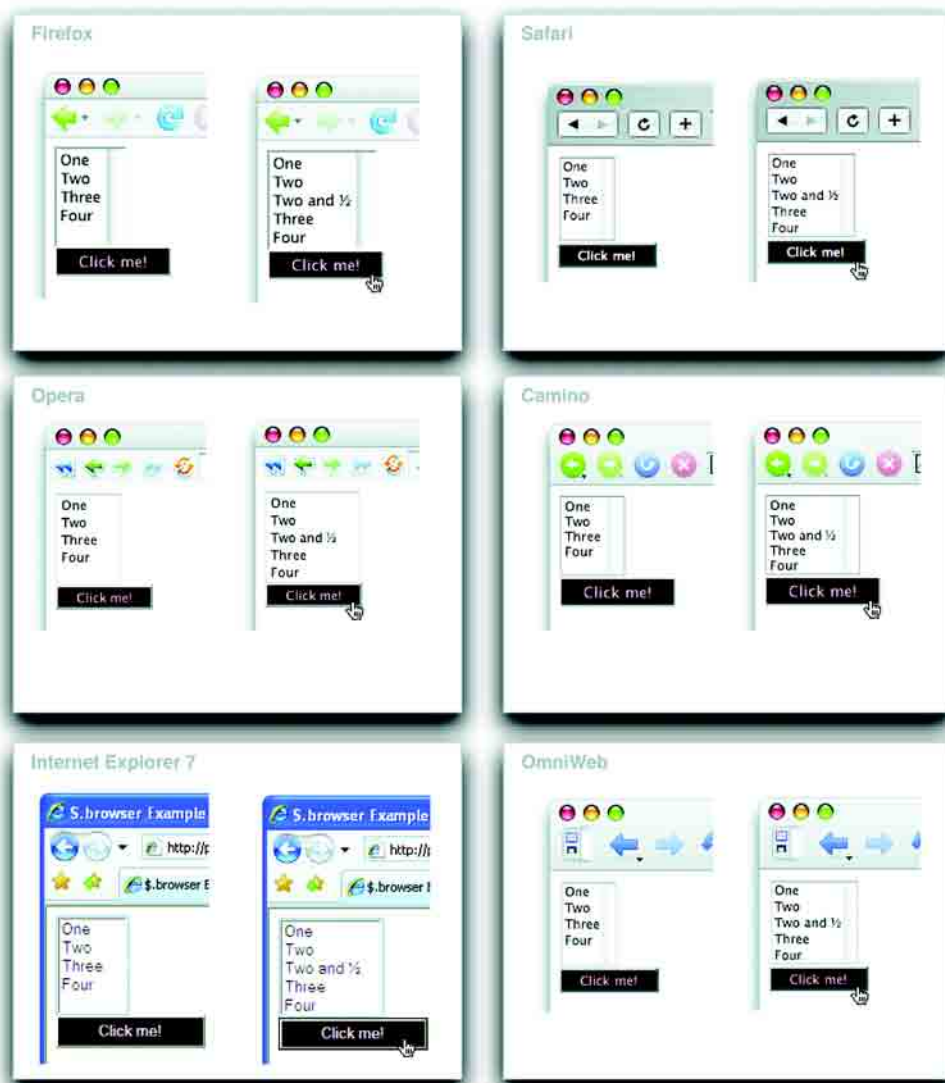 Firefox
One
Two
Three
Four
Click me!
One
Two
Two and ½
Three
Four
Click me!
Safari
One
Two
Three
Four
Click me!
One
Two
Two and ½
Three
Four
Click me!
Opera
One
Two
Three
Four
Click me!
One
Two
Two and ½
Three
Four
Click me!
Camino
One
Two
Three
Four
Click me!
One
Two
Two and ½
Three
Four
Click me!
Internet Explorer 7
$.browser Example
http://p
$.browser E
One
Two
Three
Four
Click me!
$.browser Example
http://p
$.browser
One
Two
Two and ½
Three
Four
Click me!
OmniWeb
One
Two
Three
Four
Click me!
One
Two
Two and ½
Three
Four
Click me!